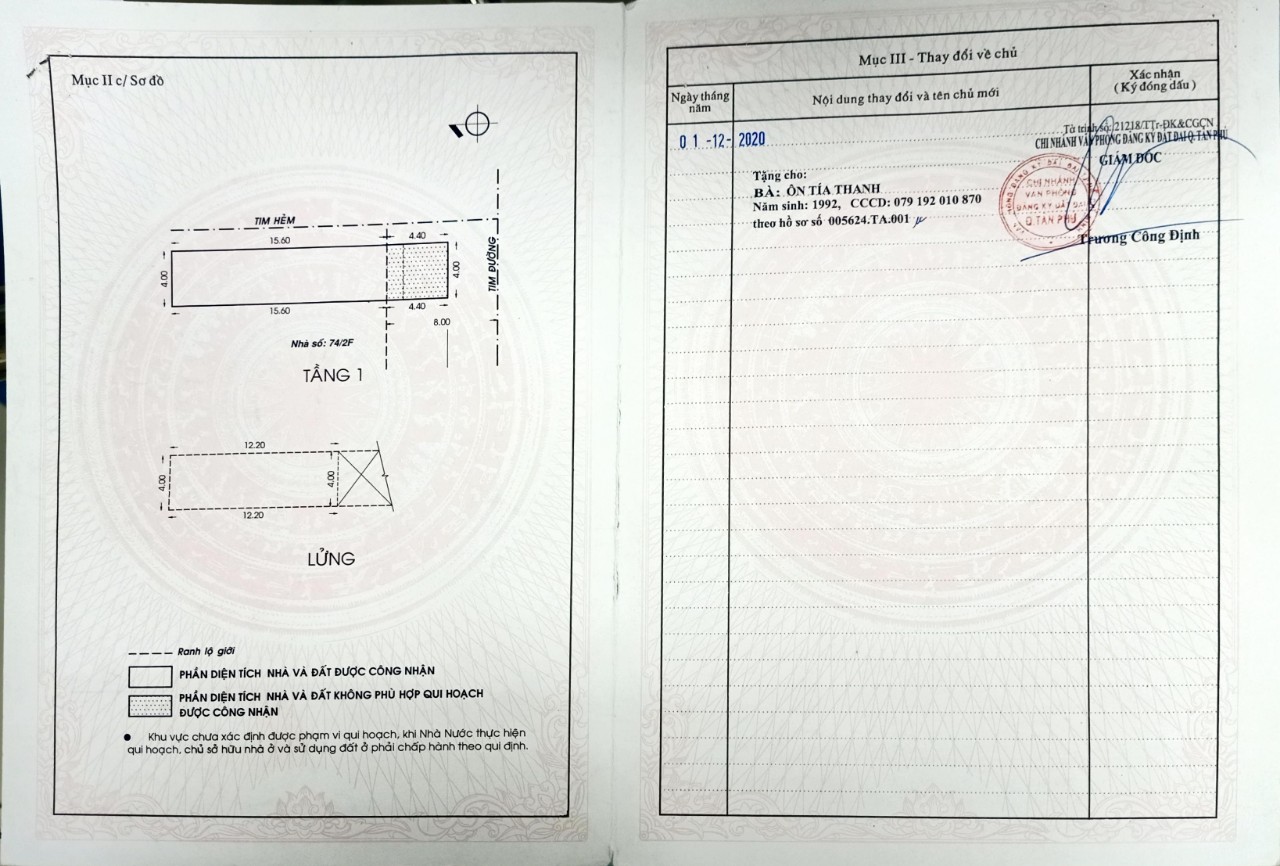 Mục II c/ Sơ đồ
TIM HẺM
15.60
4.40
4.00
4.00
TIM ĐƯỜNG
15.60
4.40
8.00
Nhà số: 74/2F
TẦNG 1
12.20
4.00
4.00
12.20
LỬNG
Ranh lộ giới
PHẦN DIỆN TÍCH NHÀ VÀ ĐẤT ĐƯỢC CÔNG NHẬN
PHẦN DIỆN TÍCH NHÀ VÀ ĐẤT KHÔNG PHÙ HỢP QUI HOẠCH
ĐƯỢC CÔNG NHẬN
● Khu vực chưa xác định được phạm vi qui hoạch, khi Nhà Nước thực hiện
qui hoạch, chủ sở hữu nhà ở và sử dụng đất ở phải chấp hành theo qui định.
Mục III - Thay đổi về chủ
Ngày tháng
năm
Nội dung thay đổi và tên chủ mới
Xác nhận
(Ký đóng dấu)
01-12-2020
Tờ trình số: 21218/TTr-ĐK&CGCN
CHI NHÁNH VĂN PHÒNG ĐĂNG KÝ ĐẤT ĐAI Q. TÂN PHÚ
GIÁM ĐỐC
Tặng cho:
BÀ: ÔN TÍA THANH
Năm sinh: 1992, CCCD: 079 192 010 870
theo hồ sơ số 005624.TA.001
CHI NHÁNH
VĂN PHÒNG
ĐĂNG KÝ ĐẤT ĐAI
Q.TÂN PHÚ
Trương Công Định